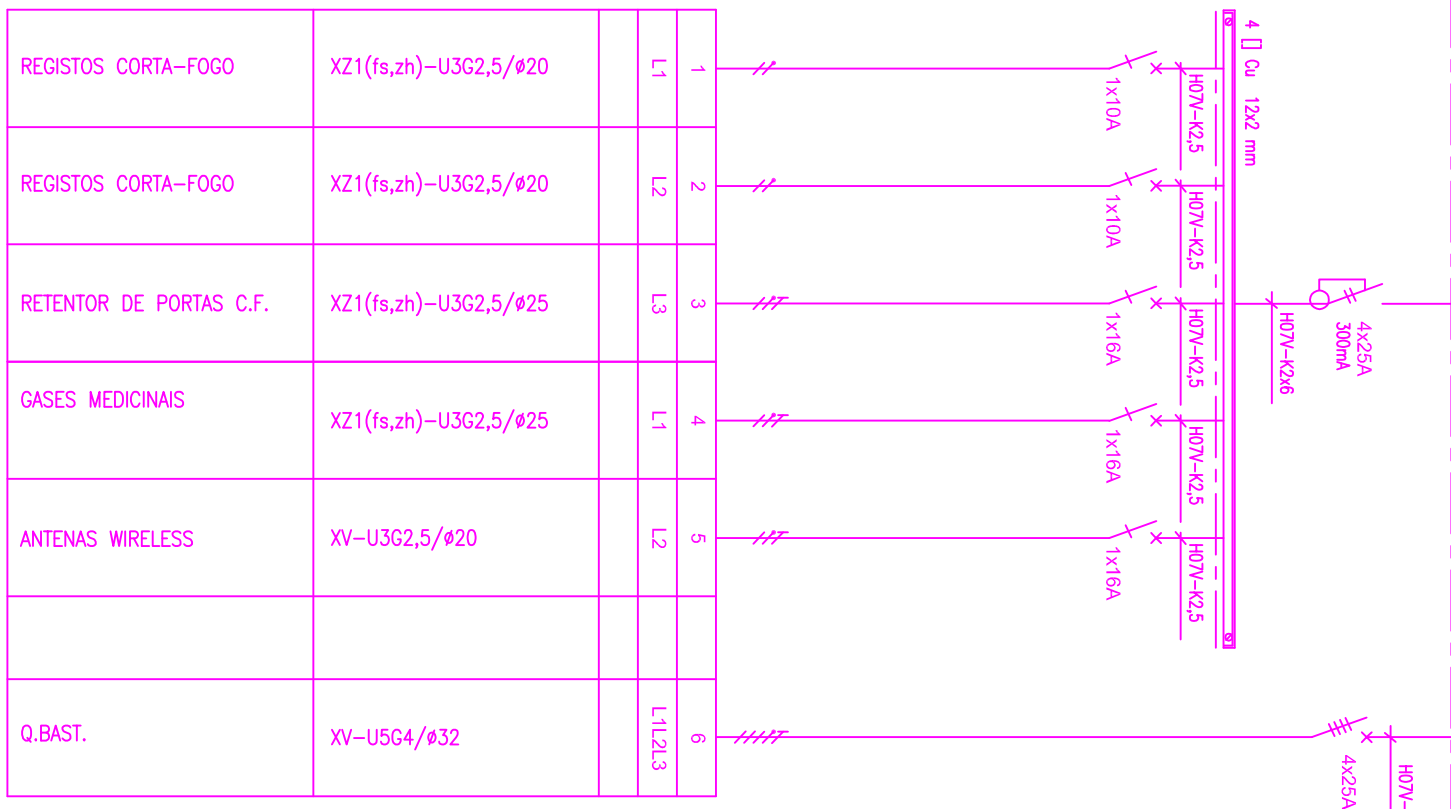 REGISTOS CORTA-FOGO XZ1(fs,zh)-U3G2,5/ø20 L1 1
1x10A
H07V-K2,5
4 [] Cu 12x2 mm
REGISTOS CORTA-FOGO XZ1(fs,zh)-U3G2,5/ø20 L2 2
1x10A
H07V-K2,5
RETENTOR DE PORTAS C.F. XZ1(fs,zh)-U3G2,5/ø25 L3 3
1x16A
H07V-K2,5
H07V-K2x6
4x25A
300mA
GASES MEDICINAIS XZ1(fs,zh)-U3G2,5/ø25 L1 4
1x16A
H07V-K2,5
ANTENAS WIRELESS XV-U3G2,5/ø20 L2 5
1x16A
H07V-K2,5
Q.BAST. XV-U5G4/ø32 L1L2L3 6
4x25A
H07V-